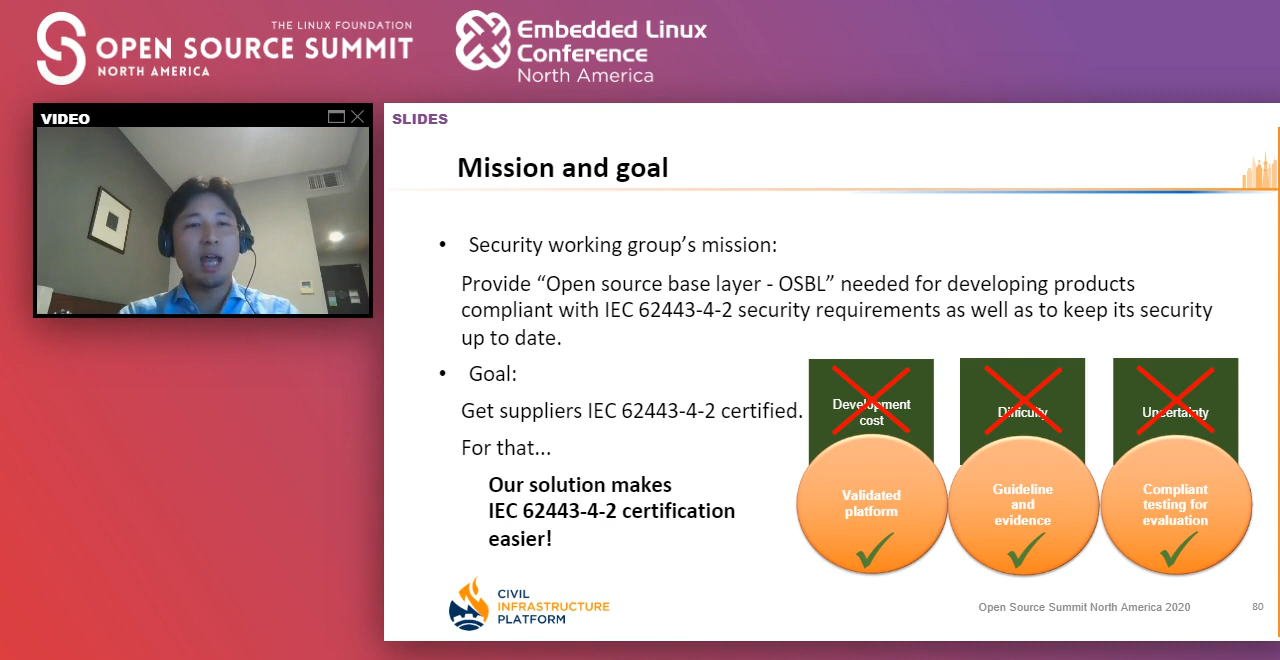 THE LINUX FOUNDATION
OPEN SOURCE SUMMIT
NORTH AMERICA
Embedded Linux
Conference
North America
VIDEO
SLIDES
Mission and goal
• Security working group’s mission:
Provide “Open source base layer - OSBL” needed for developing products
compliant with IEC 62443-4-2 security requirements as well as to keep its security
up to date.
• Goal:
Get suppliers IEC 62443-4-2 certified.
For that...
Our solution makes
IEC 62443-4-2 certification
easier!
Development
cost
Difficulty
Uncertainty
Validated
platform
Guideline
and
evidence
Compliant
testing for
evaluation
CIVIL
INFRASTRUCTURE
PLATFORM
Open Source Summit North America 2020
80